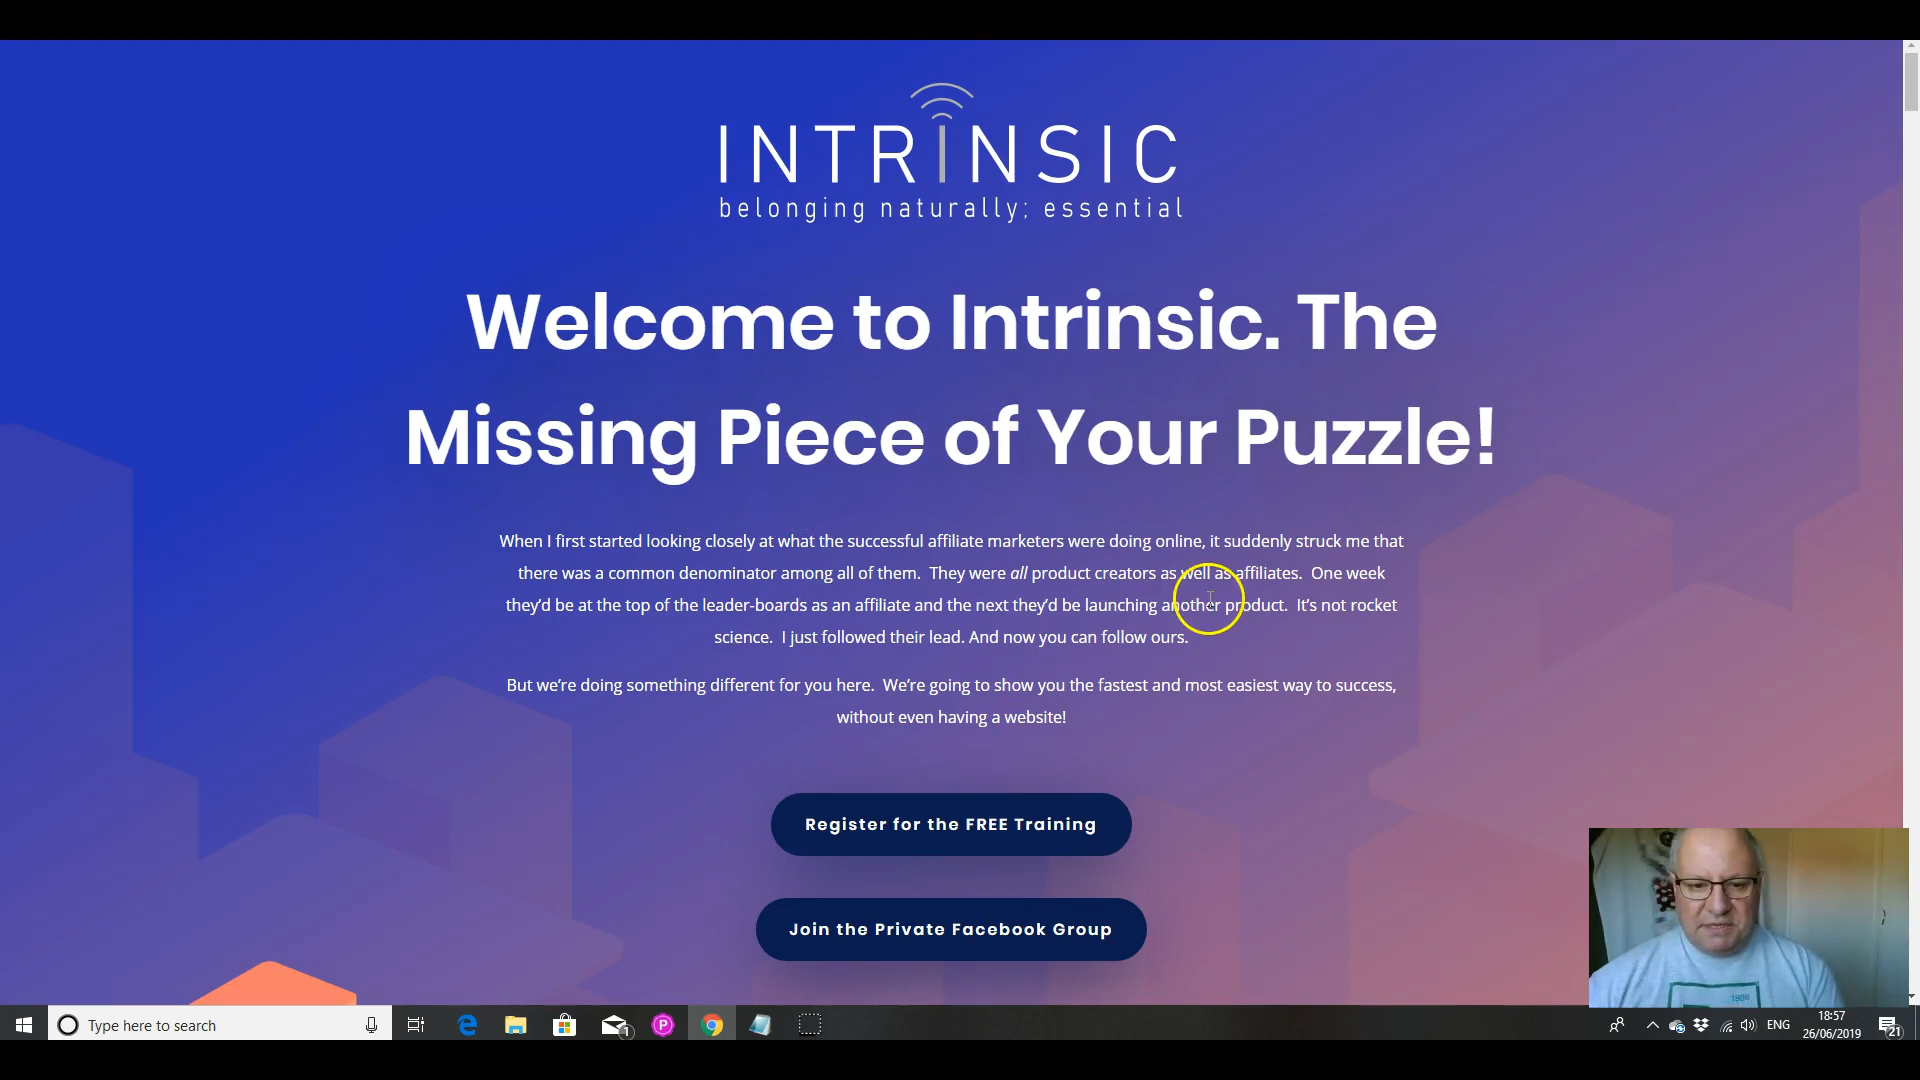 INTRINSIC
belonging naturally; essential
Welcome to Intrinsic. The
Missing Piece of Your Puzzle!
When I first started looking closely at what the successful affiliate marketers were doing online, it suddenly struck me that
there was a common denominator among all of them. They were all product creators as well as affiliates. One week
they'd be at the top of the leader-boards as an affiliate and the next they'd be launching another product. It's not rocket
science. I just followed their lead. And now you can follow ours.
But we're doing something different for you here. We're going to show you the fastest and most easiest way to success,
without even having a website!
Register for the FREE Training
Join the Private Facebook Group
1866
Type here to search
1
P
ENG
18:57
26/06/2019
21